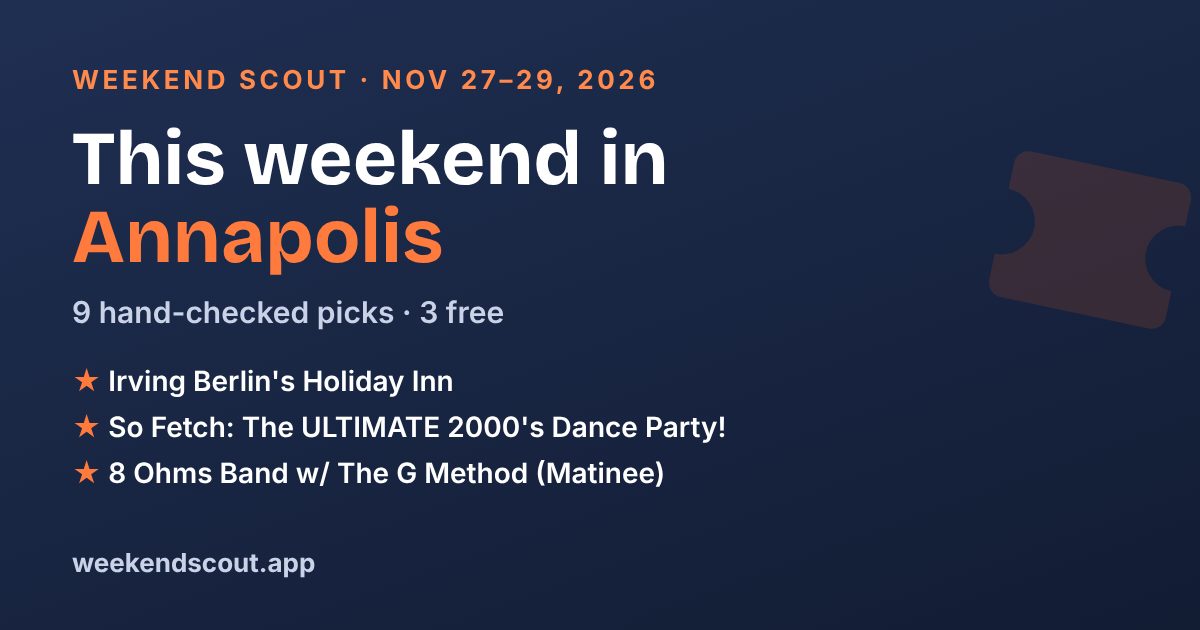 WEEKEND SCOUT · NOV 27–29, 2026
This weekend in
Annapolis
9 hand-checked picks · 3 free
★ Irving Berlin's Holiday Inn
★ So Fetch: The ULTIMATE 2000's Dance Party!
★ 8 Ohms Band w/ The G Method (Matinee)
weekendscout.app